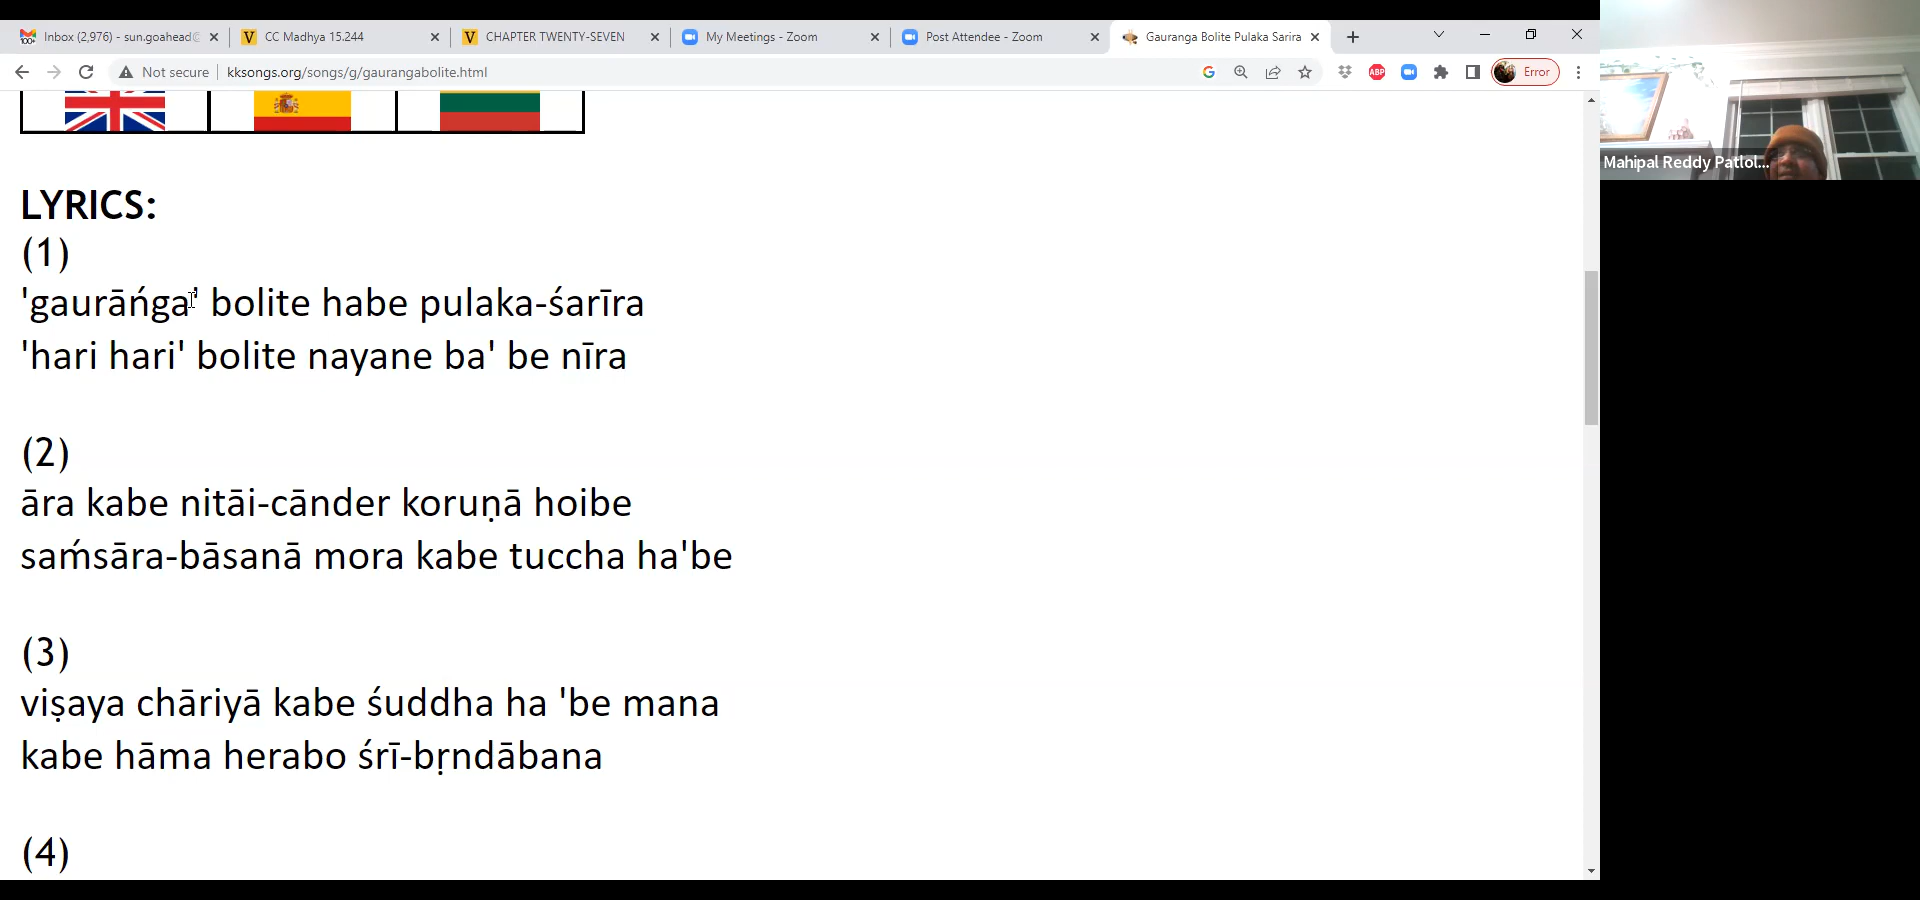 Inbox (2,976) - sun.goahead@
CC Madhya 15.244
CHAPTER TWENTY-SEVEN
My Meetings - Zoom
Post Attendee - Zoom
Gauranga Bolite Pulaka Sarira
Not secure
kksongs.org/songs/g/gaurangabolite.html
ABP
Error
Mahipal Reddy Patlol...
LYRICS:
(1)
'gaurāńga' bolite habe pulaka-śarīra
'hari hari' bolite nayane ba' be nīra
(2)
āra kabe nitāi-cānder koruṇā hoibe
saḿsāra-bāsanā mora kabe tuccha ha'be
(3)
viṣaya chāriyā kabe śuddha ha 'be mana
kabe hāma herabo śrī-bṛndābana
(4)